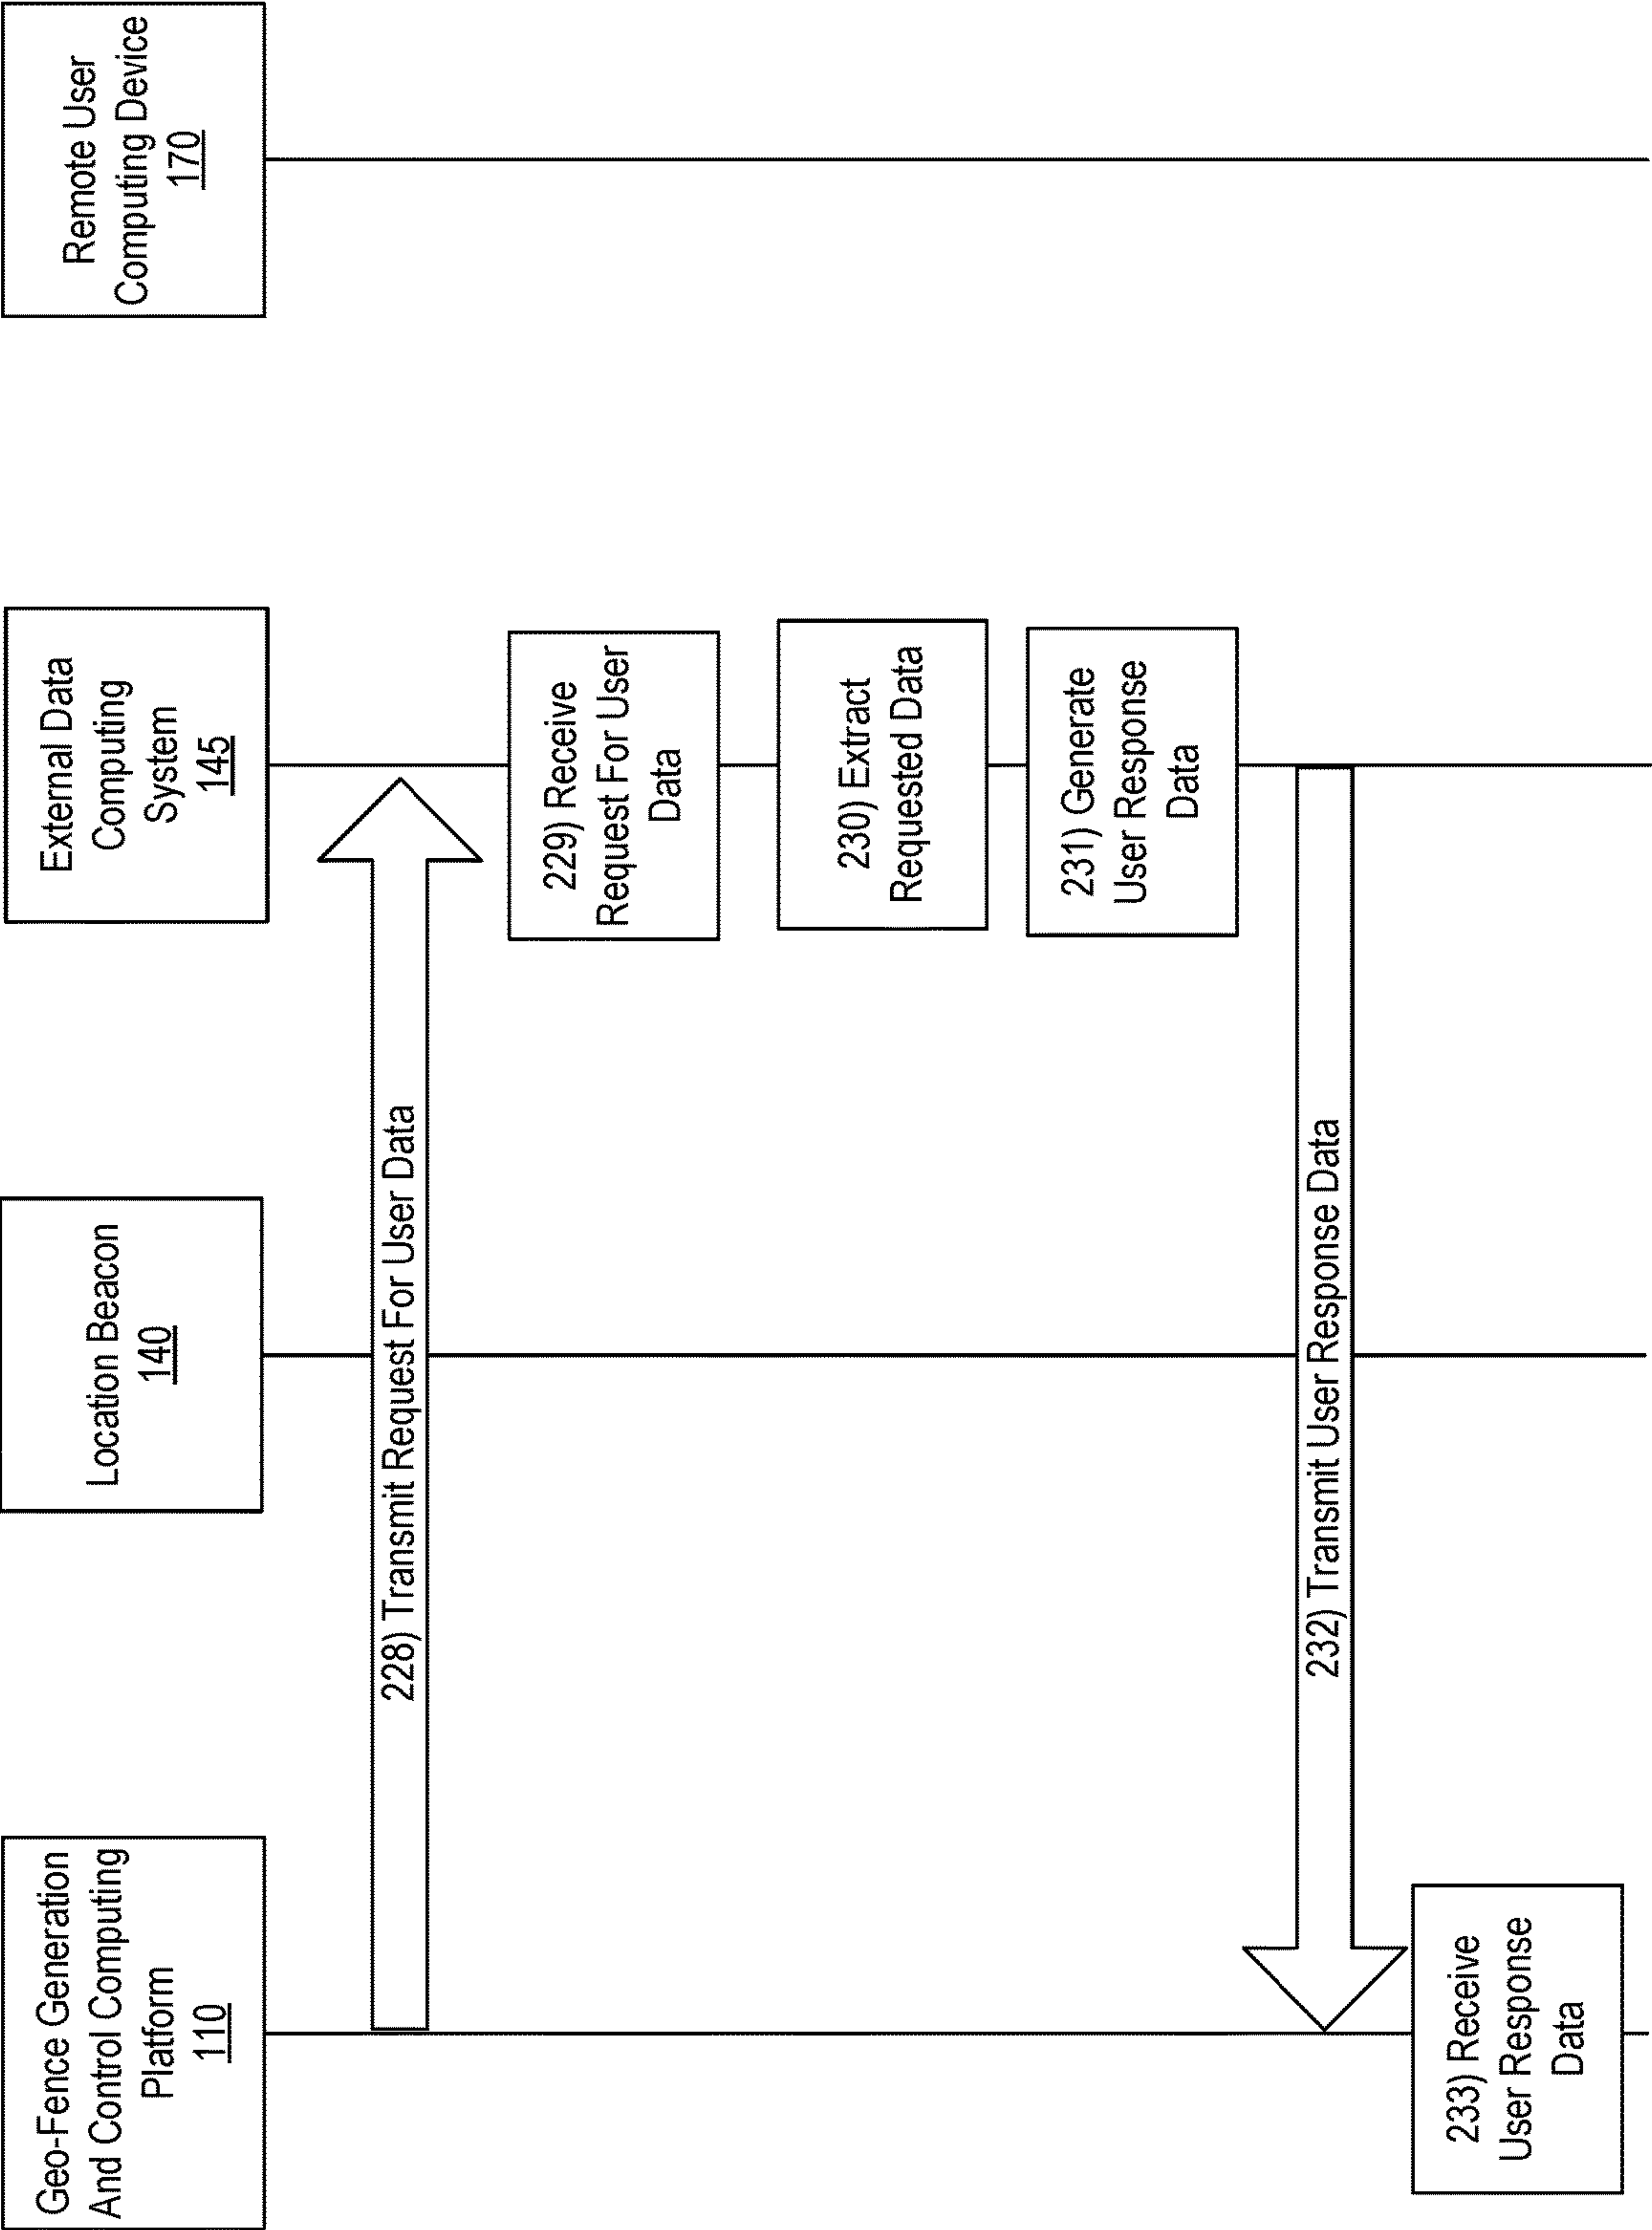 Geo-Fence Generation
And Control Computing
Platform
110
Location Beacon
140
External Data
Computing
System
145
Remote User
Computing Device
170
228) Transmit Request For User Data
229) Receive
Request For User
Data
230) Extract
Requested Data
231) Generate
User Response
Data
232) Transmit User Response Data
233) Receive
User Response
Data